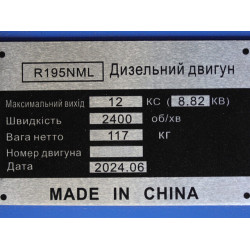 R195NML Дизельний двигун
Максимальний вихід 12 КС (8.82 КВ)
Швидкість 2400 об/хв
Вага нетто 117 КГ
Номер двигуна
Дата 2024.06
MADE IN CHINA